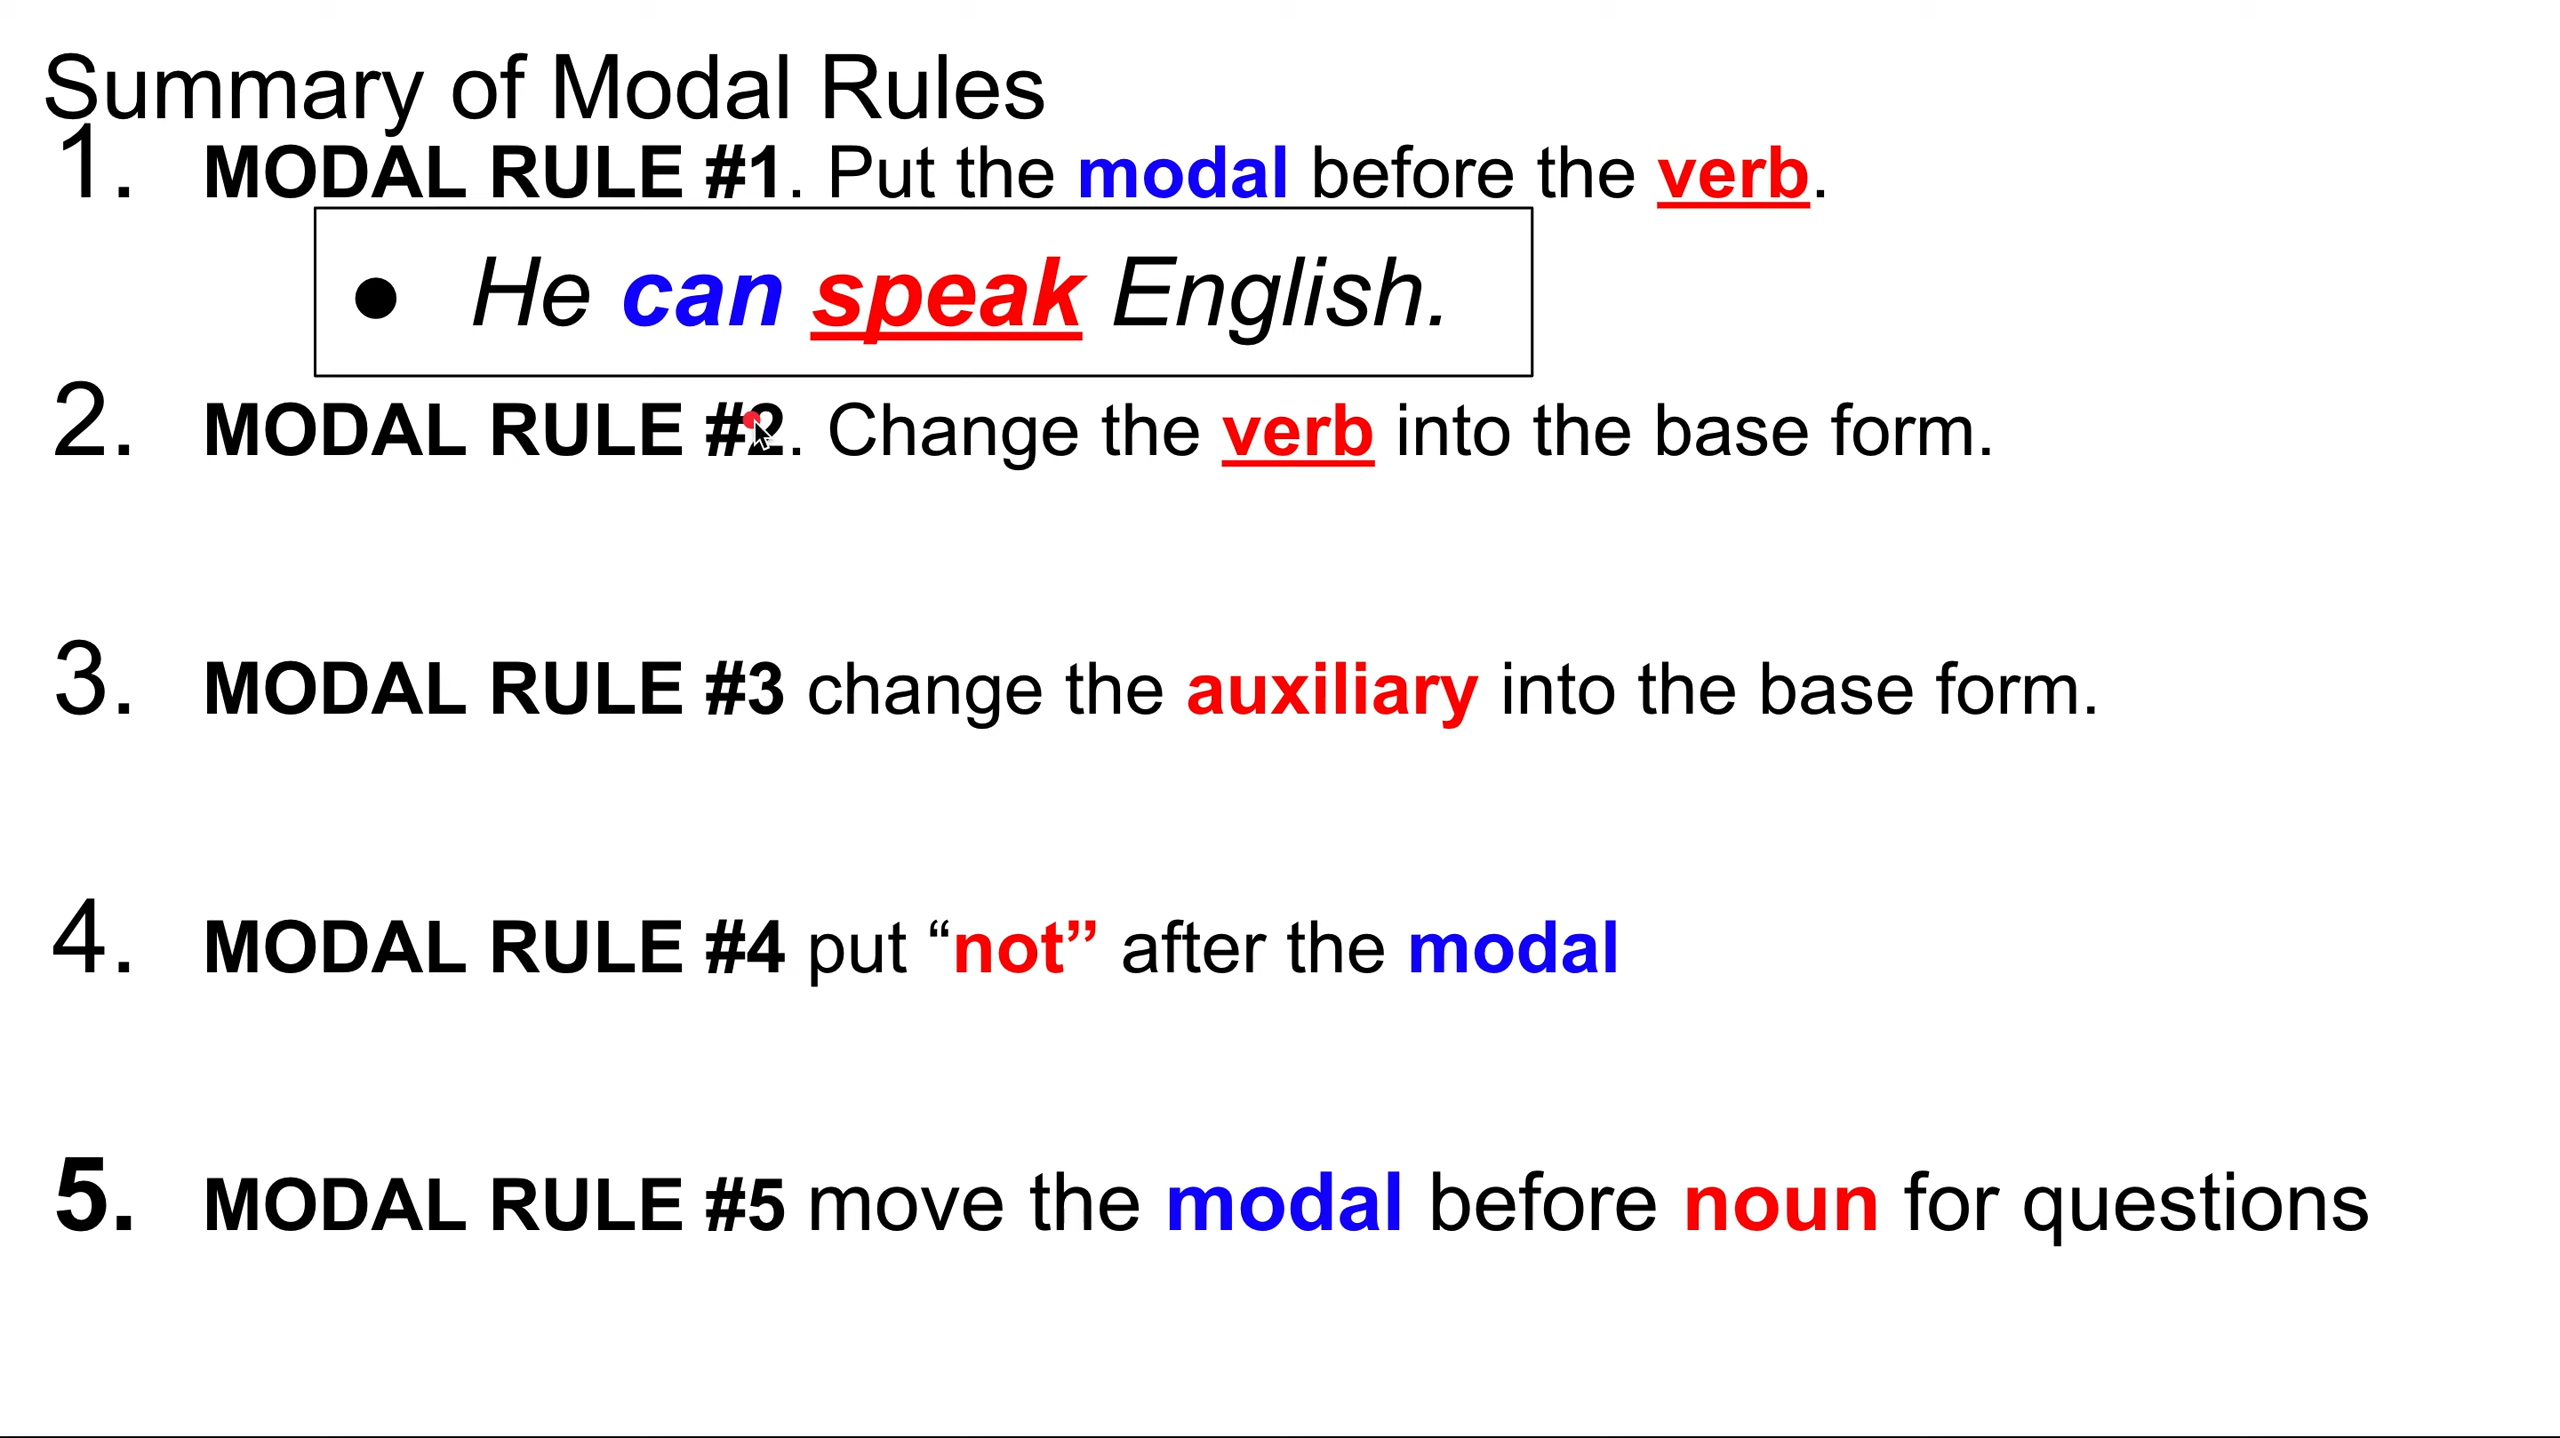 Summary of Modal Rules
1. MODAL RULE #1. Put the modal before the verb.
● He can speak English.
2. MODAL RULE #2. Change the verb into the base form.
3. MODAL RULE #3 change the auxiliary into the base form.
4. MODAL RULE #4 put “not” after the modal
5. MODAL RULE #5 move the modal before noun for questions